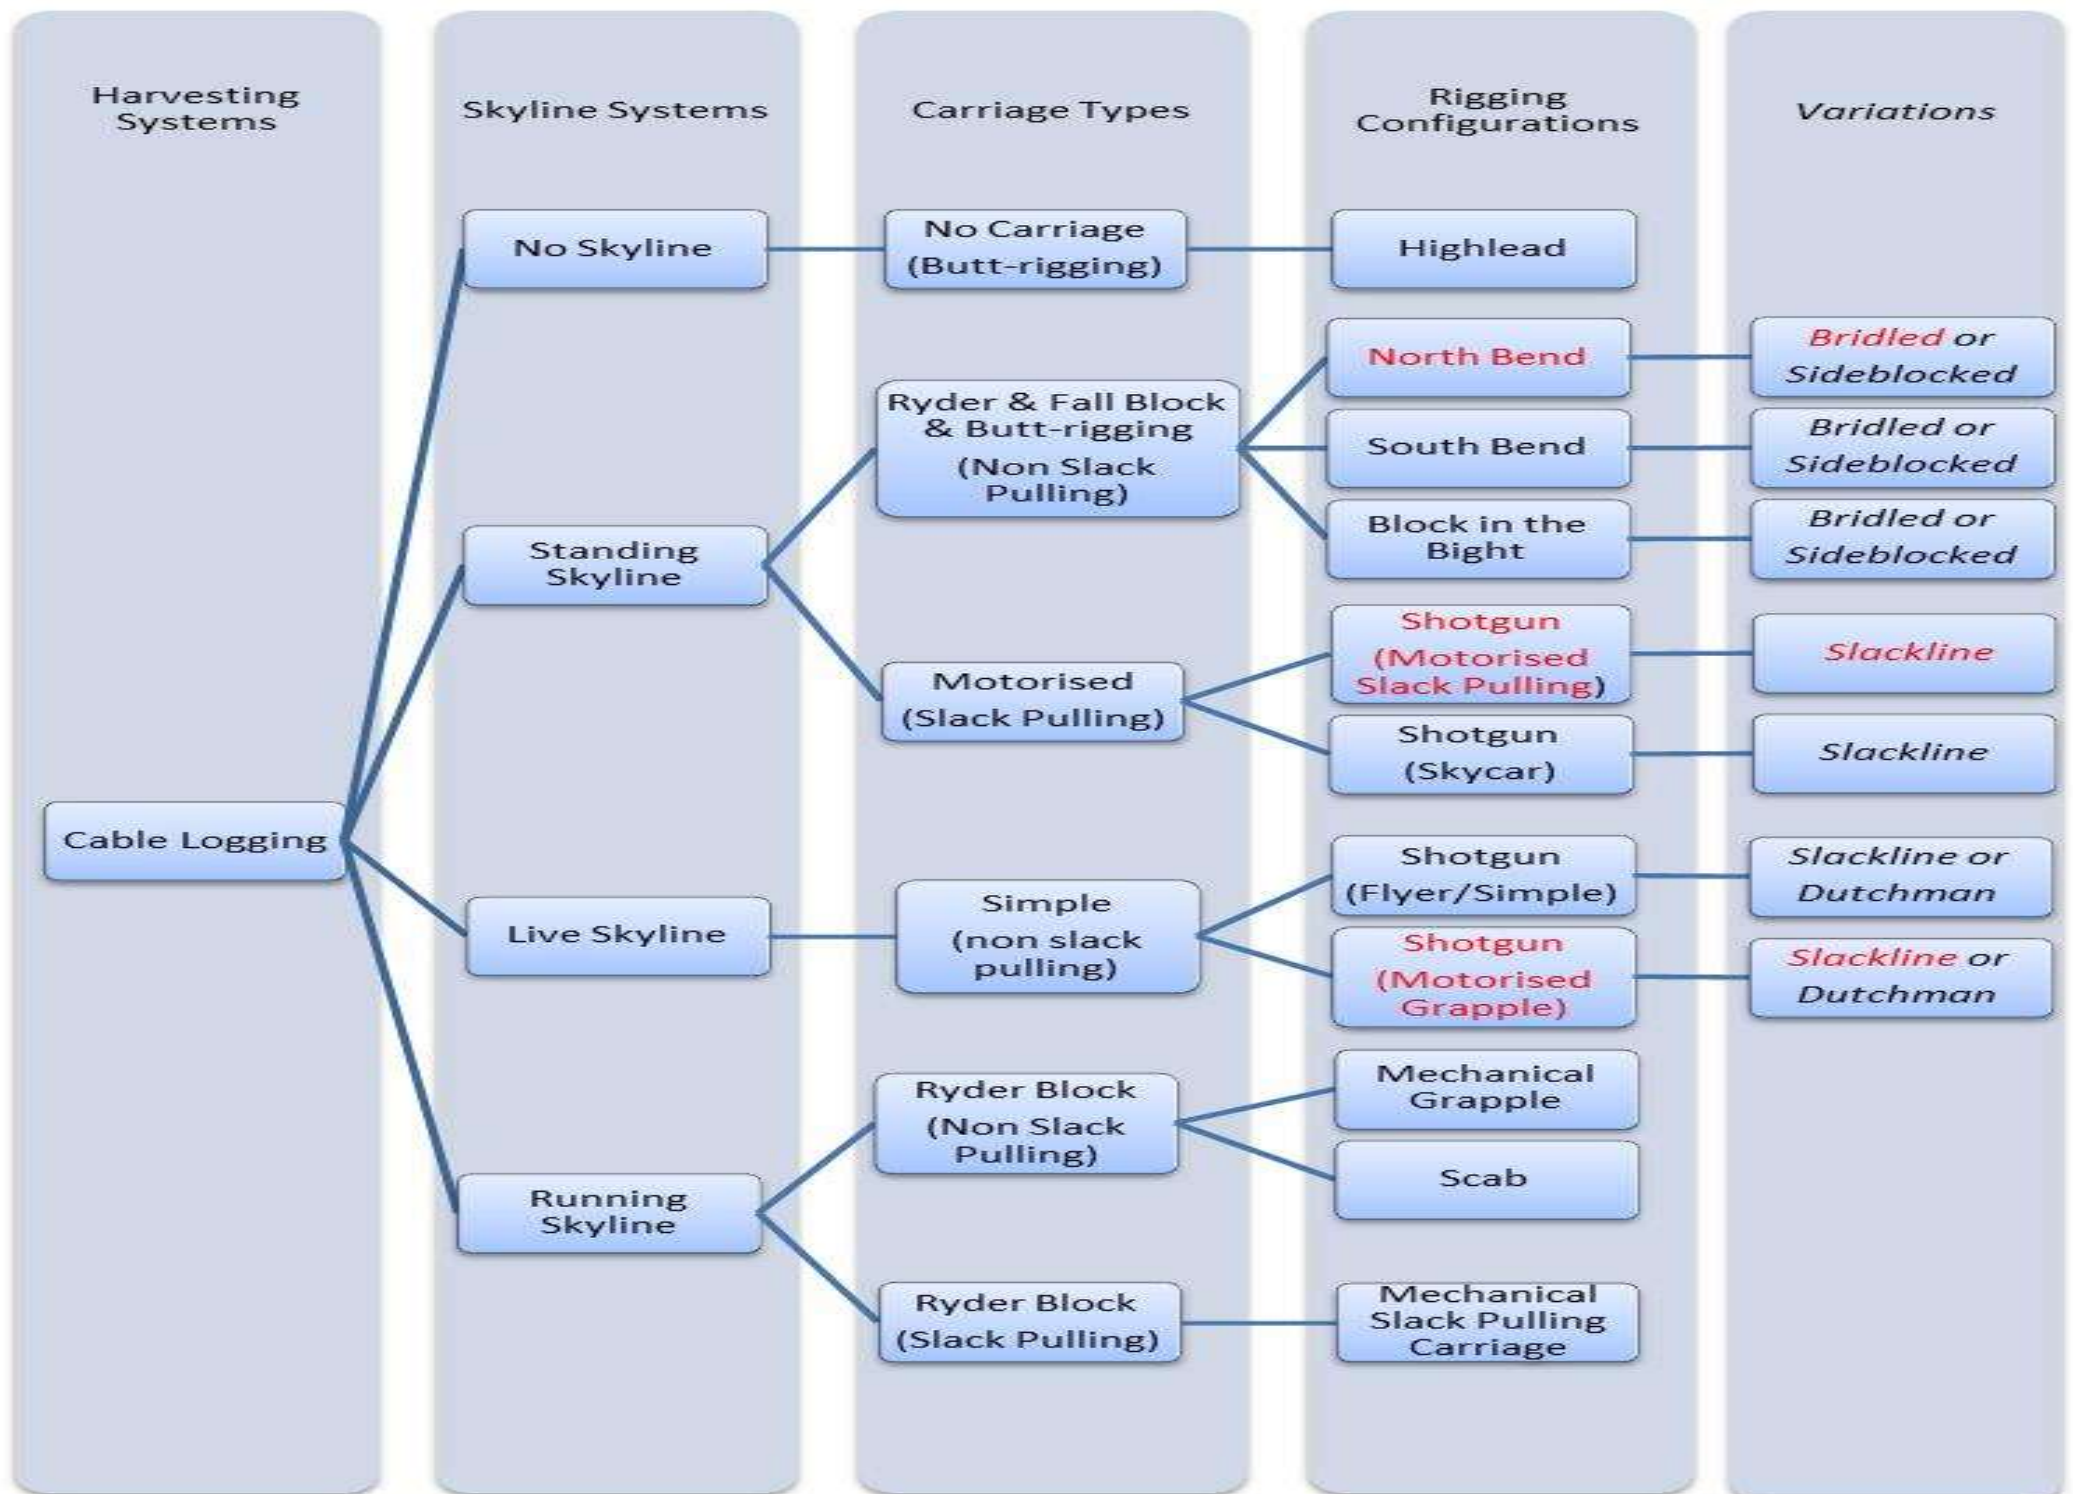 Harvesting
Systems
Skyline Systems
Carriage Types
Rigging
Configurations
Variations
No Skyline
No Carriage
(Butt-rigging)
Highlead
Ryder & Fall Block
& Butt-rigging
(Non Slack
Pulling)
North Bend
Bridled or
Sideblocked
South Bend
Bridled or
Sideblocked
Block in the
Bight
Bridled or
Sideblocked
Standing
Skyline
Motorised
(Slack Pulling)
Shotgun
(Motorised
Slack Pulling)
Slackline
Shotgun
(Skycar)
Slackline
Cable Logging
Live Skyline
Simple
(non slack
pulling)
Shotgun
(Flyer/Simple)
Slackline or
Dutchman
Shotgun
(Motorised
Grapple)
Slackline or
Dutchman
Running
Skyline
Ryder Block
(Non Slack
Pulling)
Mechanical
Grapple
Scab
Ryder Block
(Slack Pulling)
Mechanical
Slack Pulling
Carriage